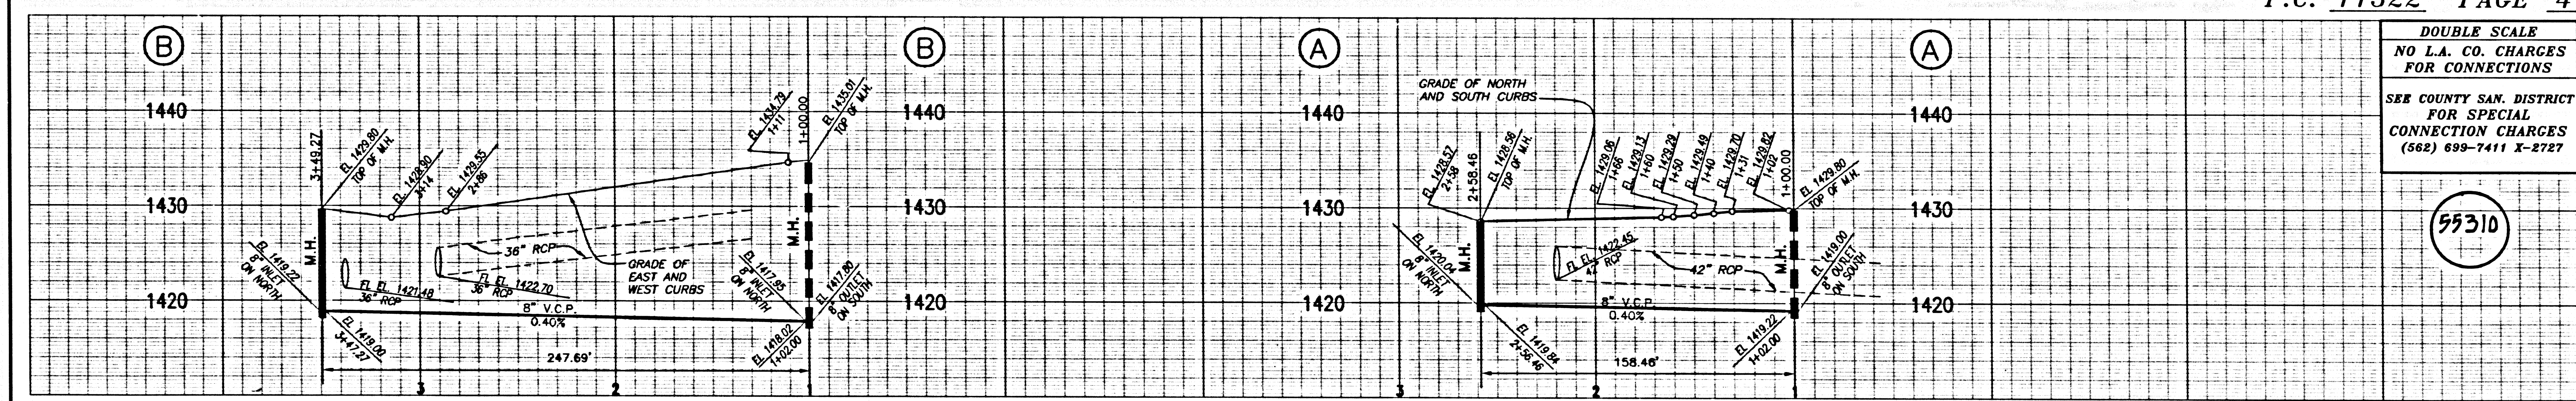 P.C. 77322 PAGE 4
B
1440
1430
1420
3+49.27
EL 1429.80
TOP OF M.H.
EL 1428.90
3+14
EL 1429.55
2+86
EL 1434.79
1+11
1+00.00
EL 1435.01
TOP OF M.H.
M.H.
M.H.
36" RCP
GRADE OF
EAST AND
WEST CURBS
EL 1419.22
8" INLET
ON NORTH
FL EL. 1421.48
36" RCP
FL EL 1422.70
36" RCP
8" V.C.P.
0.40%
EL 1417.95
8" INLET
ON NORTH
EL 1417.80
8" OUTLET
ON SOUTH
EL 1419.00
3+47.27
EL 1418.02
1+02.00
247.69'
3
2
1
B
1440
1430
1420
A
1440
1430
1420
GRADE OF NORTH
AND SOUTH CURBS
EL 1428.57
2+58
2+58.46
EL 1428.56
TOP OF M.H.
EL 1429.06
1+66
EL 1429.13
1+60
EL 1429.29
1+50
EL 1429.49
1+40
EL 1429.70
1+31
EL 1429.82
1+02
1+00.00
EL 1429.80
TOP OF M.H.
M.H.
M.H.
EL 1420.04
8" INLET
ON NORTH
FL EL 1422.45
42" RCP
42" RCP
EL 1419.00
8" OUTLET
ON SOUTH
8" V.C.P.
0.40%
EL 1419.84
2+56.46
EL 1419.22
1+02.00
158.46'
3
2
1
A
1440
1430
1420
DOUBLE SCALE
NO L.A. CO. CHARGES
FOR CONNECTIONS
SEE COUNTY SAN. DISTRICT
FOR SPECIAL
CONNECTION CHARGES
(562) 699-7411 X-2727
55310